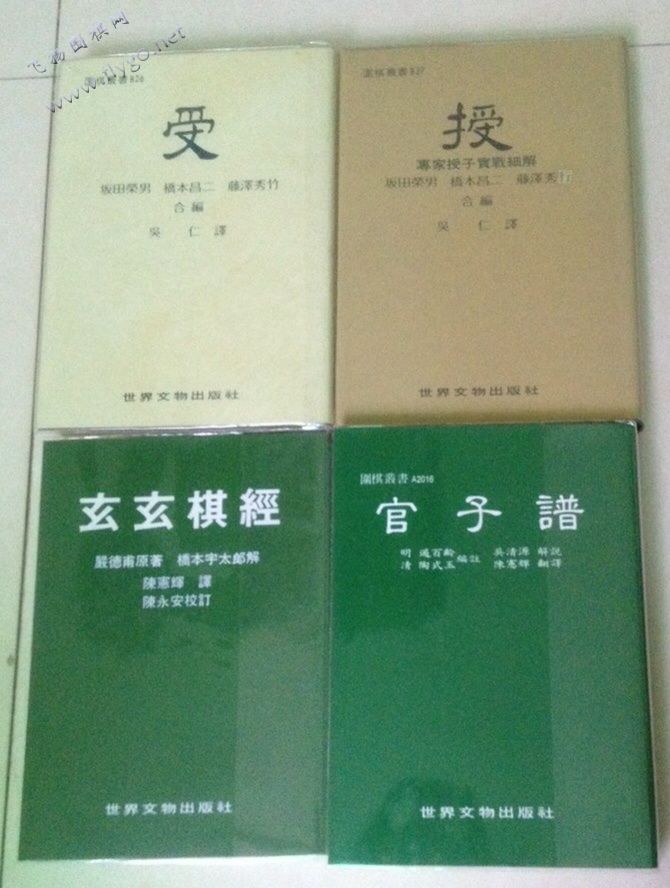 飞扬围棋网
www.flygo.net
圍棋叢書 826
受
坂田榮男 橋本昌二 藤澤秀竹
合編
吳 仁 譯
世界文物出版社
圍棋叢書 827
授
專家授子實戰細解
坂田榮男 橋本昌二 藤澤秀行
合編
吳 仁 譯
世界文物出版社
玄玄棋經
嚴德甫原著 橋本宇太郎解
陳憲輝 譯
陳永安校訂
世界文物出版社
圍棋叢書 A2016
官子譜
明 過百齡 編註 吳清源 解説
清 陶式玉 陳憲輝 翻譯
世界文物出版社